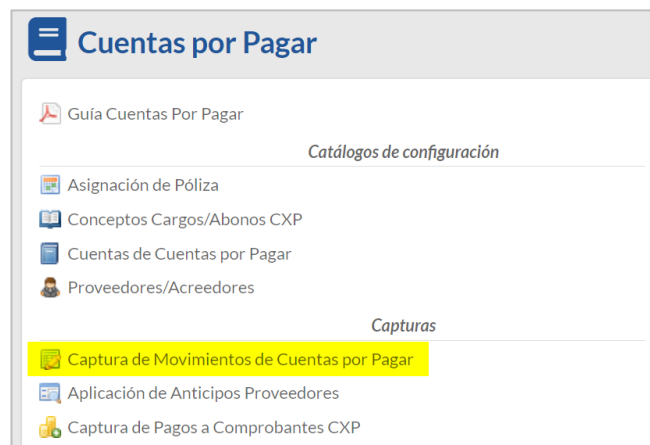 Cuentas por Pagar
Guía Cuentas Por Pagar
Catálogos de configuración
Asignación de Póliza
Conceptos Cargos/Abonos CXP
Cuentas de Cuentas por Pagar
Proveedores/Acreedores
Capturas
Captura de Movimientos de Cuentas por Pagar
Aplicación de Anticipos Proveedores
Captura de Pagos a Comprobantes CXP